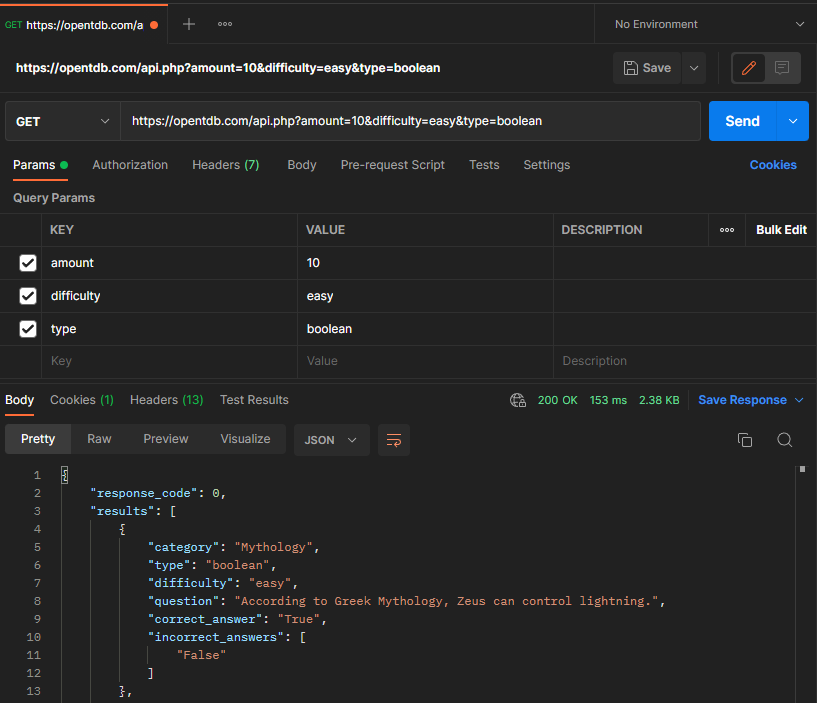 GET https://opentdb.com/a No Environment
https://opentdb.com/api.php?amount=10&difficulty=easy&type=boolean Save
GET https://opentdb.com/api.php?amount=10&difficulty=easy&type=boolean Send
Params Authorization Headers (7) Body Pre-request Script Tests Settings Cookies
Query Params
KEY VALUE DESCRIPTION Bulk Edit
amount 10
difficulty easy
type boolean
Key Value Description
Body Cookies (1) Headers (13) Test Results 200 OK 153 ms 2.38 KB Save Response
Pretty Raw Preview Visualize JSON
1 {
2 "response_code": 0,
3 "results": [
4 {
5 "category": "Mythology",
6 "type": "boolean",
7 "difficulty": "easy",
8 "question": "According to Greek Mythology, Zeus can control lightning.",
9 "correct_answer": "True",
10 "incorrect_answers": [
11 "False"
12 ]
13 },